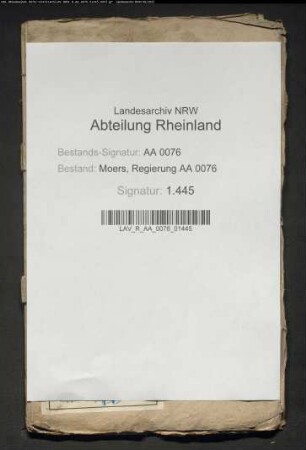 Landesarchiv NRW
Abteilung Rheinland
Bestands-Signatur: AA 0076
Bestand: Moers, Regierung AA 0076
Signatur: 1.445
LAV_R_AA_0076_01445